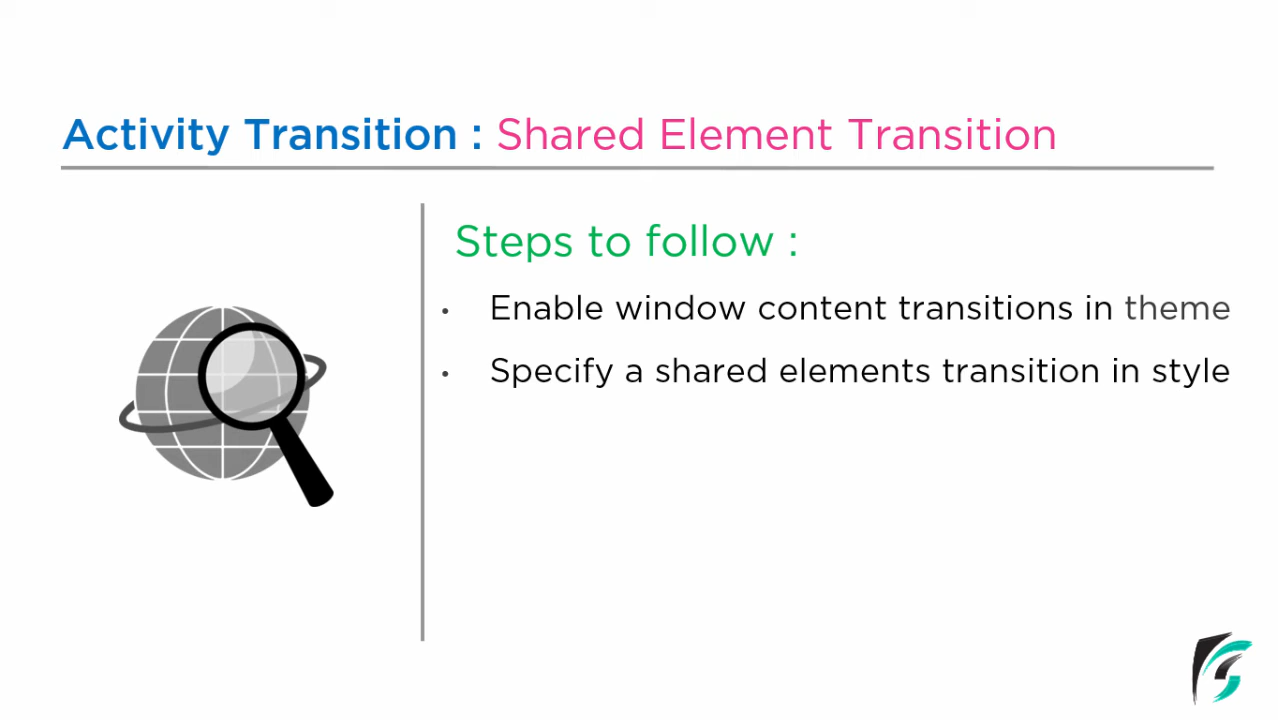 Activity Transition : Shared Element Transition
Steps to follow :
• Enable window content transitions in theme
• Specify a shared elements transition in style